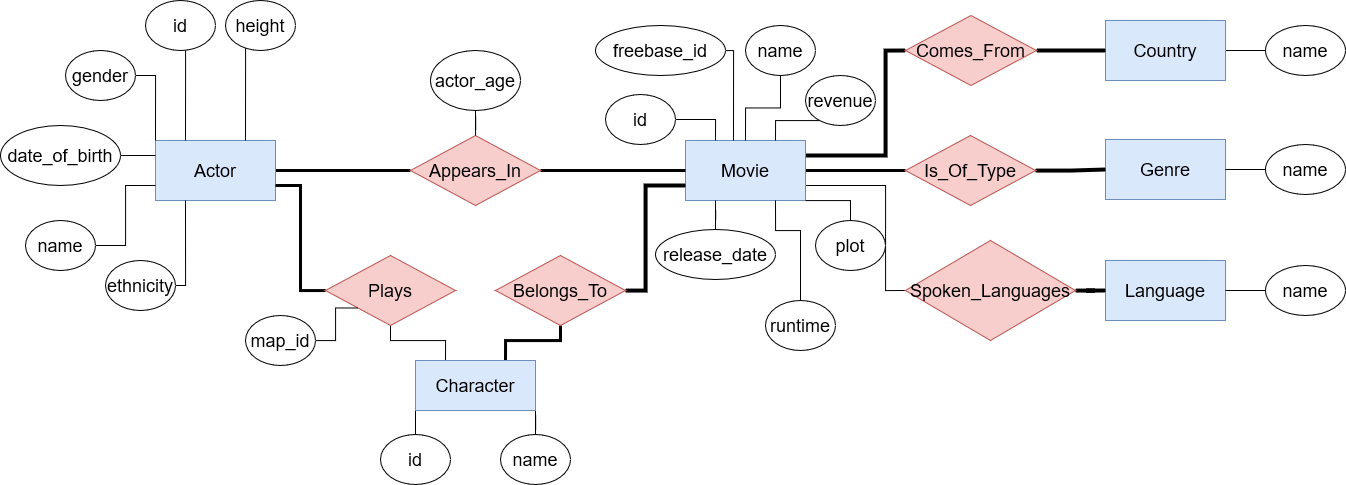 id
height
freebase_id
name
Comes_From
Country
name
gender
actor_age
id
revenue
date_of_birth
Actor
Appears_In
Movie
Is_Of_Type
Genre
name
name
ethnicity
release_date
plot
Plays
Belongs_To
Spoken_Languages
Language
name
map_id
runtime
Character
id
name